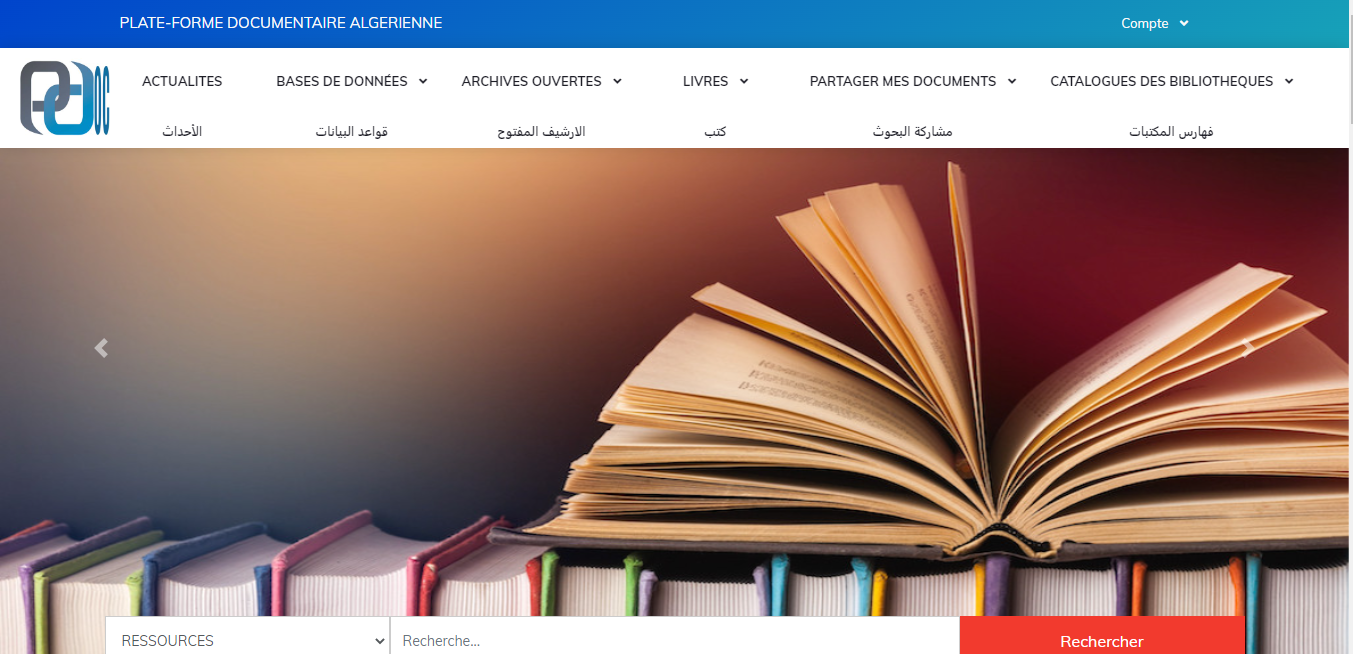 PLATE-FORME DOCUMENTAIRE ALGERIENNE
Compte
PDDOC
ACTUALITES
BASES DE DONNÉES
ARCHIVES OUVERTES
LIVRES
PARTAGER MES DOCUMENTS
CATALOGUES DES BIBLIOTHEQUES
الأحداث
قواعد البيانات
الارشيف المفتوح
كتب
مشاركة البحوث
فهارس المكتبات
RESSOURCES
Recherche...
Rechercher